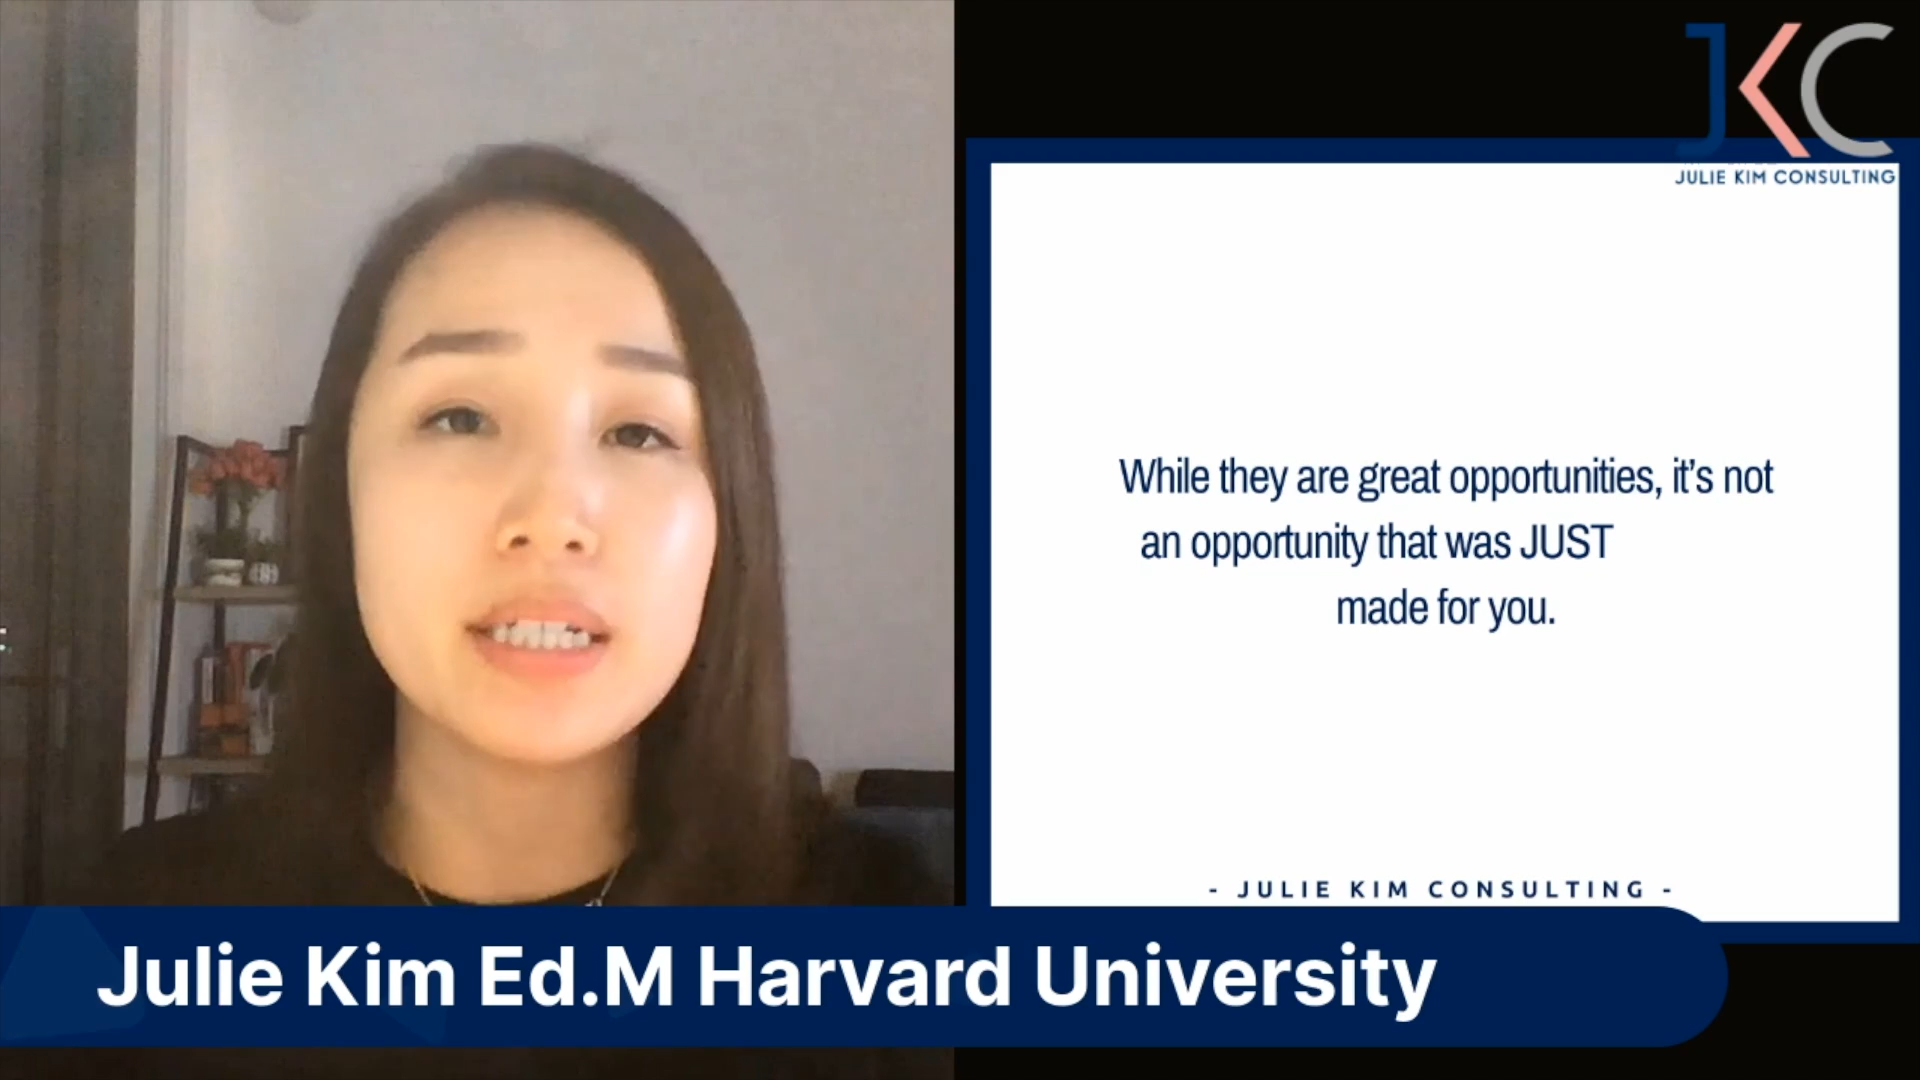 JKC
JULIE KIM CONSULTING
While they are great opportunities, it's not
an opportunity that was JUST
made for you.
- JULIE KIM CONSULTING -
Julie Kim Ed.M Harvard University